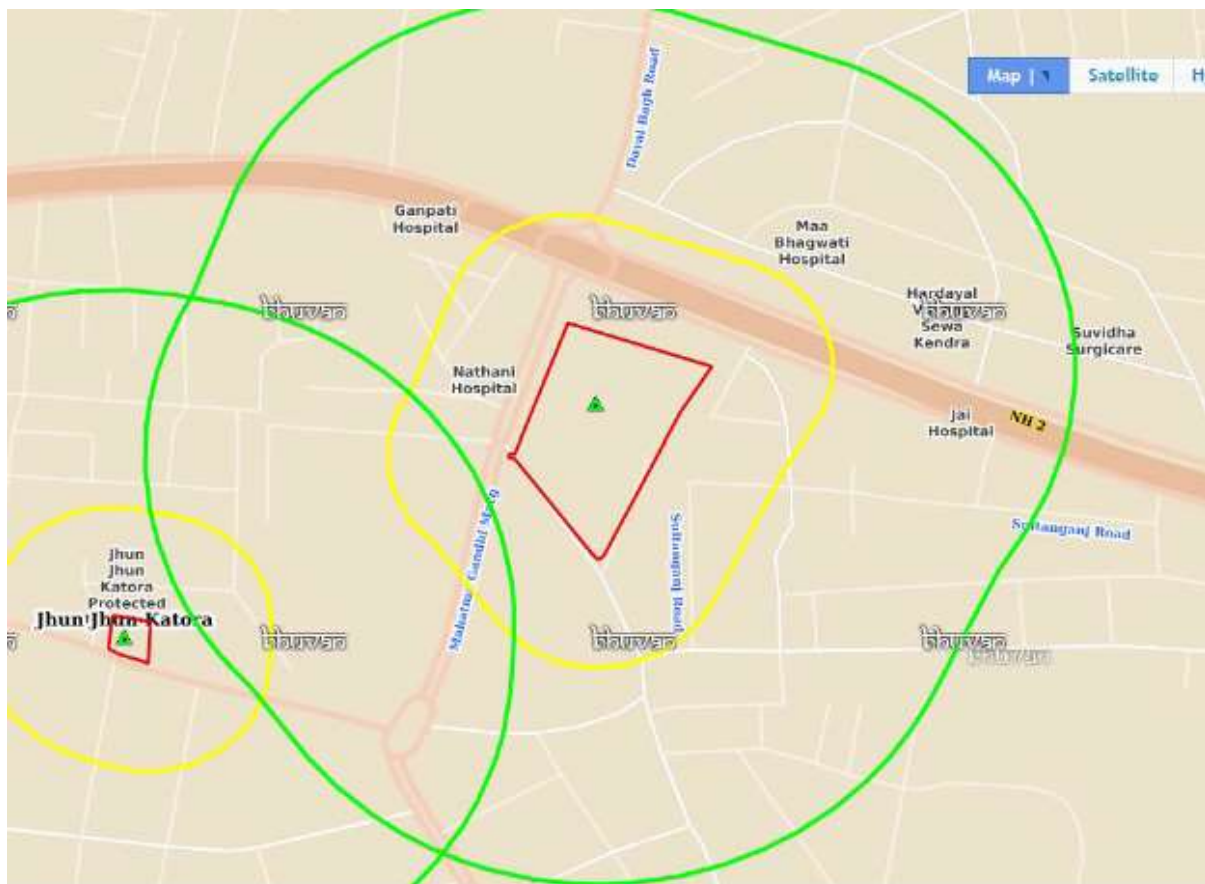 Map |
Satellite
H
Dayal Bagh Road
Ganpati
Hospital
Maa
Bhagwati
Hospital
bhuvan
bhuvan
Hardayal
Sewa
Kendra
bhuvan
Suvidha
Surgicare
Nathani
Hospital
Jai
Hospital
NH 2
Mahatma Gandhi Marg
Sultanganj Road
Sultanganj Road
Jhun
Jhun
Katora
Protected
Jhun Jhun Katora
bhuvan
bhuvan
bhuvan
bhuvan